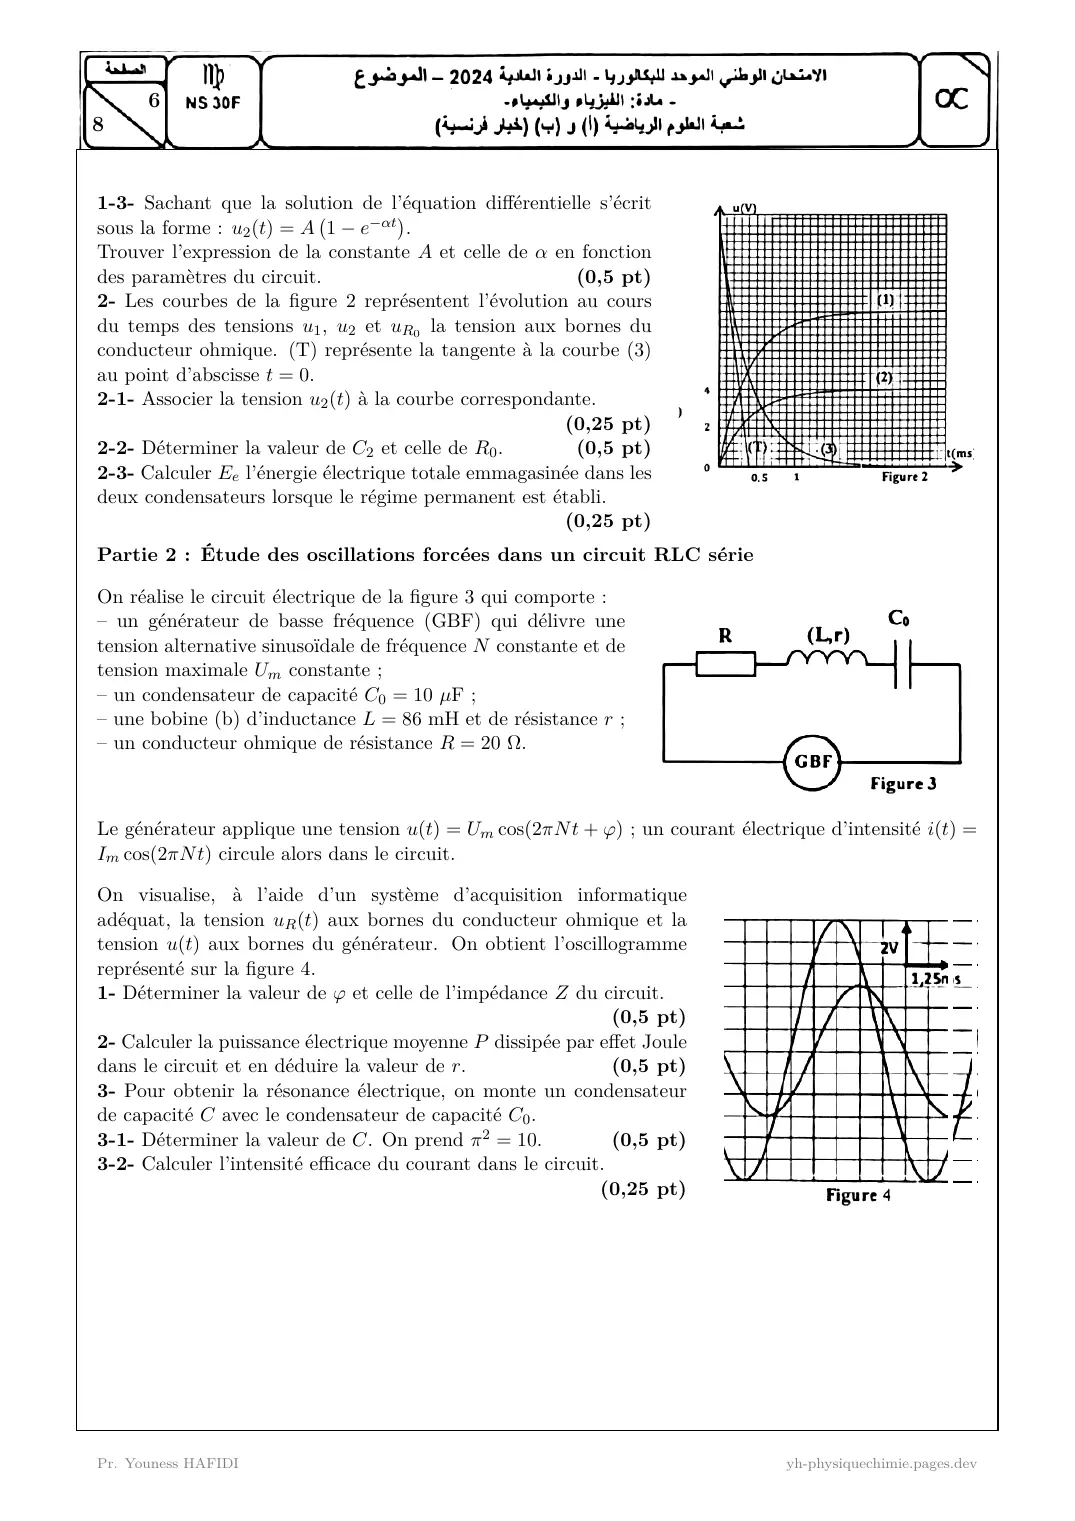 الصفحة
6
8
NS 30F
الامتحان الوطني الموحد للبكالوريا - الدورة العادية 2024 – الموضوع
- مادة: الفيزياء والكيمياء-
شعبة العلوم الرياضية (أ) و (ب) (خيار فرنسية)
1-3- Sachant que la solution de l'équation différentielle s'écrit
sous la forme : u₂(t) = A (1 − e^{−αt}).
Trouver l'expression de la constante A et celle de α en fonction
des paramètres du circuit. (0,5 pt)
2- Les courbes de la figure 2 représentent l'évolution au cours
du temps des tensions u₁, u₂ et u_{R₀} la tension aux bornes du
conducteur ohmique. (T) représente la tangente à la courbe (3)
au point d'abscisse t = 0.
2-1- Associer la tension u₂(t) à la courbe correspondante.
(0,25 pt)
2-2- Déterminer la valeur de C₂ et celle de R₀. (0,5 pt)
2-3- Calculer Eₑ l'énergie électrique totale emmagasinée dans les
deux condensateurs lorsque le régime permanent est établi.
(0,25 pt)
u(V)
(1)
(2)
4
)
2
(T)
(3)
t(ms
0
0.5
1
Figure 2
Partie 2 : Étude des oscillations forcées dans un circuit RLC série
On réalise le circuit électrique de la figure 3 qui comporte :
– un générateur de basse fréquence (GBF) qui délivre une
tension alternative sinusoïdale de fréquence N constante et de
tension maximale Uₘ constante ;
– un condensateur de capacité C₀ = 10 μF ;
– une bobine (b) d'inductance L = 86 mH et de résistance r ;
– un conducteur ohmique de résistance R = 20 Ω.
R
(L,r)
C₀
GBF
Figure 3
Le générateur applique une tension u(t) = Uₘ cos(2πNt + φ) ; un courant électrique d'intensité i(t) =
Iₘ cos(2πNt) circule alors dans le circuit.
On visualise, à l'aide d'un système d'acquisition informatique
adéquat, la tension u_R(t) aux bornes du conducteur ohmique et la
tension u(t) aux bornes du générateur. On obtient l'oscillogramme
représenté sur la figure 4.
1- Déterminer la valeur de φ et celle de l'impédance Z du circuit.
(0,5 pt)
2- Calculer la puissance électrique moyenne P dissipée par effet Joule
dans le circuit et en déduire la valeur de r. (0,5 pt)
3- Pour obtenir la résonance électrique, on monte un condensateur
de capacité C avec le condensateur de capacité C₀.
3-1- Déterminer la valeur de C. On prend π² = 10. (0,5 pt)
3-2- Calculer l'intensité efficace du courant dans le circuit.
(0,25 pt)
2V
1,25ms
Figure 4
Pr. Youness HAFIDI
yh-physiquechimie.pages.dev